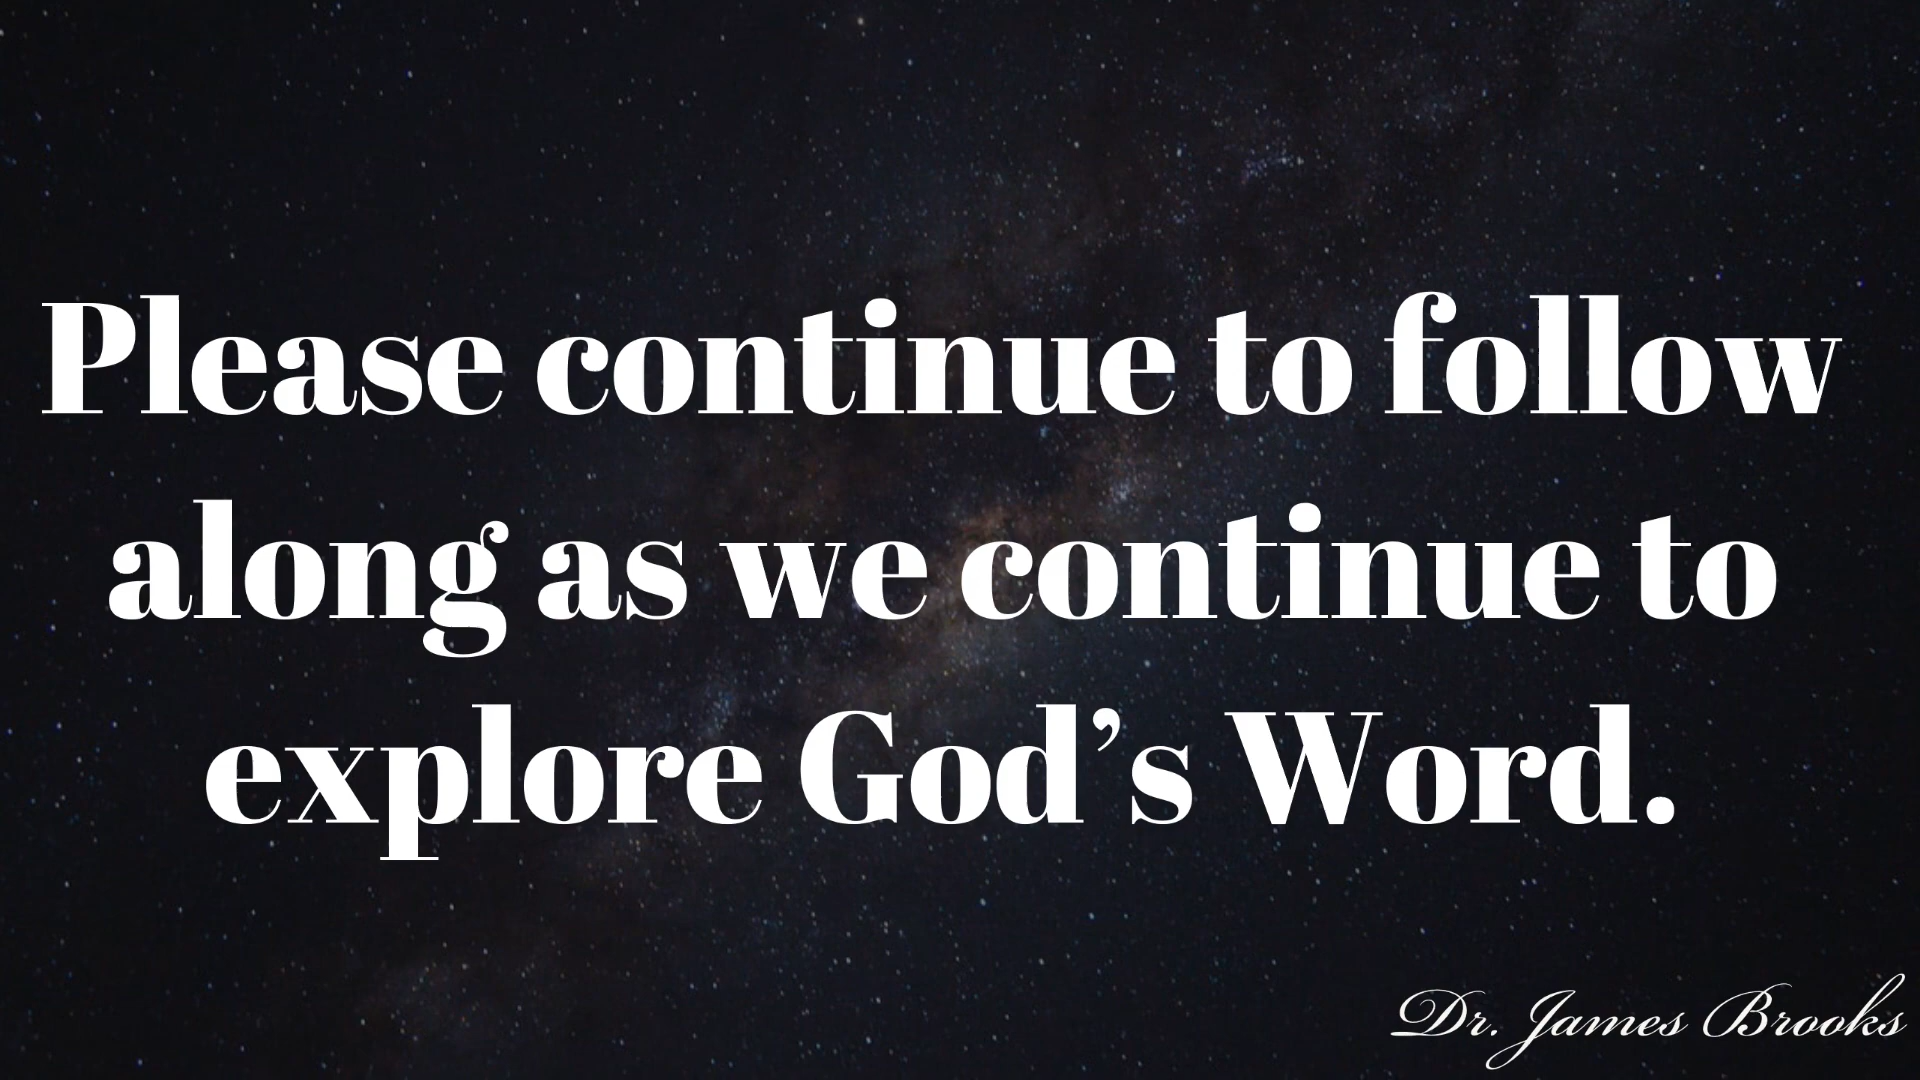 Please continue to follow
along as we continue to
explore God’s Word.
Dr. James Brooks